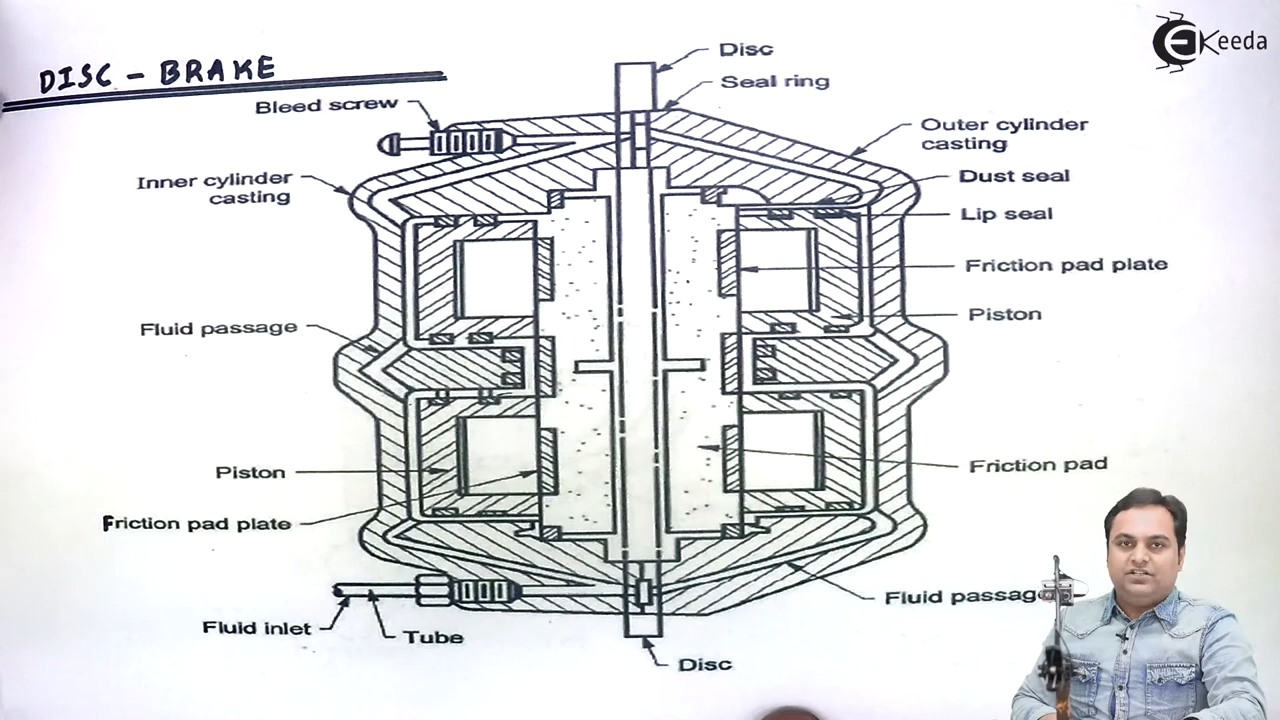 DISC - BRAKE
EKeeda
Disc
Seal ring
Bleed screw
Outer cylinder
casting
Inner cylinder
casting
Dust seal
Lip seal
Friction pad plate
Fluid passage
Piston
Piston
Friction pad
Friction pad plate
Fluid passage
Fluid inlet
Tube
Disc